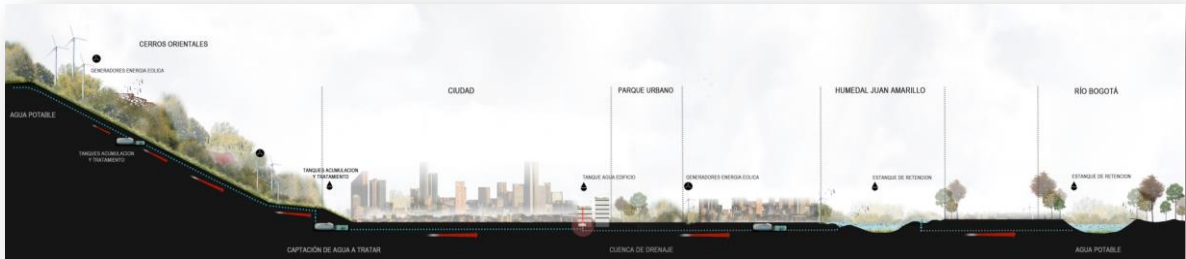 CERROS ORIENTALES
GENERADORES ENERGIA EOLICA
CIUDAD
PARQUE URBANO
HUMEDAL JUAN AMARILLO
RÍO BOGOTÁ
AGUA POTABLE
TANQUES ACUMULACION
Y TRATAMIENTO
TANQUES ACUMULACION
Y TRATAMIENTO
TANQUE AGUA EDIFICIO
GENERADORES ENERGIA EOLICA
ESTANQUE DE RETENCION
ESTANQUE DE RETENCION
CAPTACIÓN DE AGUA A TRATAR
CUENCA DE DRENAJE
AGUA POTABLE